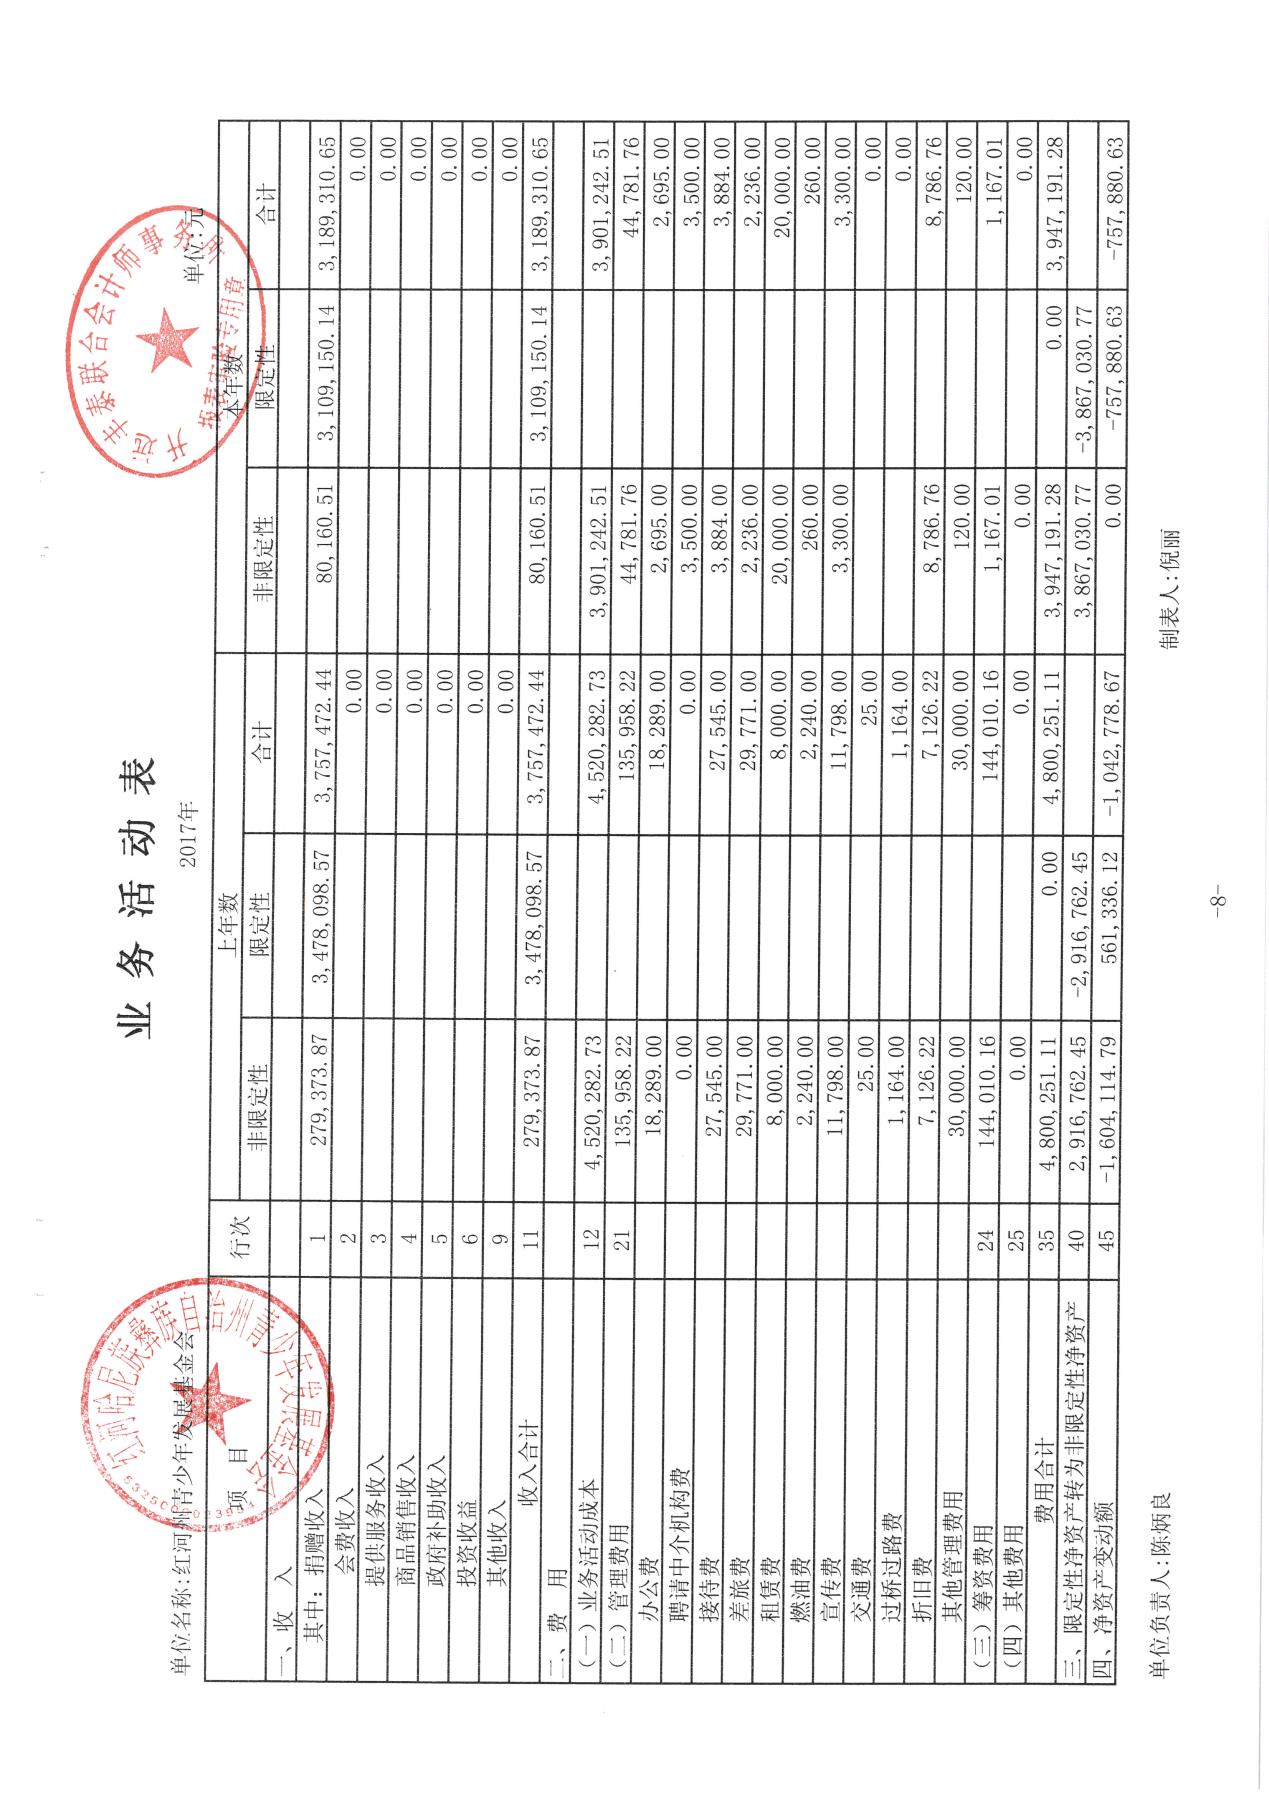 业务活动表
2017年
单位名称:红河州青少年发展基金会 单位:元
项 目 行次 上年数 本年数
非限定性 限定性 合计 非限定性 限定性 合计
一、收 入
其中：捐赠收入 1 279,373.87 3,478,098.57 3,757,472.44 80,160.51 3,109,150.14 3,189,310.65
会费收入 2 0.00 0.00
提供服务收入 3 0.00 0.00
商品销售收入 4 0.00 0.00
政府补助收入 5 0.00 0.00
投资收益 6 0.00 0.00
其他收入 9 0.00 0.00
收入合计 11 279,373.87 3,478,098.57 3,757,472.44 80,160.51 3,109,150.14 3,189,310.65
二、费 用
（一）业务活动成本 12 4,520,282.73 4,520,282.73 3,901,242.51 3,901,242.51
（二）管理费用 21 135,958.22 135,958.22 44,781.76 44,781.76
办公费 18,289.00 18,289.00 2,695.00 2,695.00
聘请中介机构费 0.00 0.00 3,500.00 3,500.00
接待费 27,545.00 27,545.00 3,884.00 3,884.00
差旅费 29,771.00 29,771.00 2,236.00 2,236.00
租赁费 8,000.00 8,000.00 20,000.00 20,000.00
燃油费 2,240.00 2,240.00 260.00 260.00
宣传费 11,798.00 11,798.00 3,300.00 3,300.00
交通费 25.00 25.00 0.00
过桥过路费 1,164.00 1,164.00 0.00
折旧费 7,126.22 7,126.22 8,786.76 8,786.76
其他管理费用 30,000.00 30,000.00 120.00 120.00
（三）筹资费用 24 144,010.16 144,010.16 1,167.01 1,167.01
（四）其他费用 25 0.00 0.00 0.00 0.00
费用合计 35 4,800,251.11 0.00 4,800,251.11 3,947,191.28 0.00 3,947,191.28
三、限定性净资产转为非限定性净资产 40 2,916,762.45 -2,916,762.45 3,867,030.77 -3,867,030.77
四、净资产变动额 45 -1,604,114.79 561,336.12 -1,042,778.67 0.00 -757,880.63 -757,880.63
单位负责人:陈炳良 制表人:倪丽
-8-
红河哈尼族彝族自治州青少年发展基金会
开远羊泰联合会计师事务所